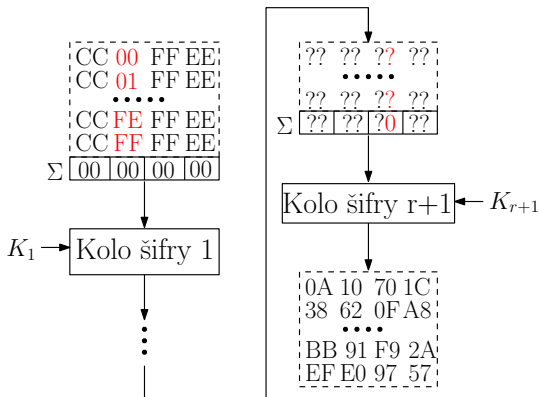 CC 00 FF EE
CC 01 FF EE
•••••
CC FE FF EE
CC FF FF EE
Σ 00 00 00 00
K₁
Kolo šifry 1
?? ?? ?? ??
•••••
?? ?? ?? ??
Σ ?? ?? ?0 ??
Kolo šifry r+1
Kᵣ₊₁
0A 10 70 1C
38 62 0F A8
••••
BB 91 F9 2A
EF E0 97 57